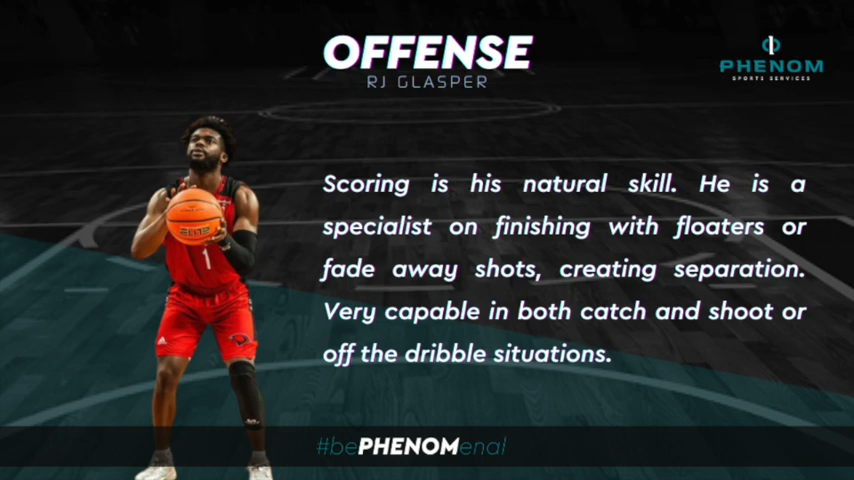 OFFENSE
RJ GLASPER
PHENOM
SPORTS SERVICES
Scoring is his natural skill. He is a
specialist on finishing with floaters or
fade away shots, creating separation.
Very capable in both catch and shoot or
off the dribble situations.
ELITE
1
#bePHENOMenal